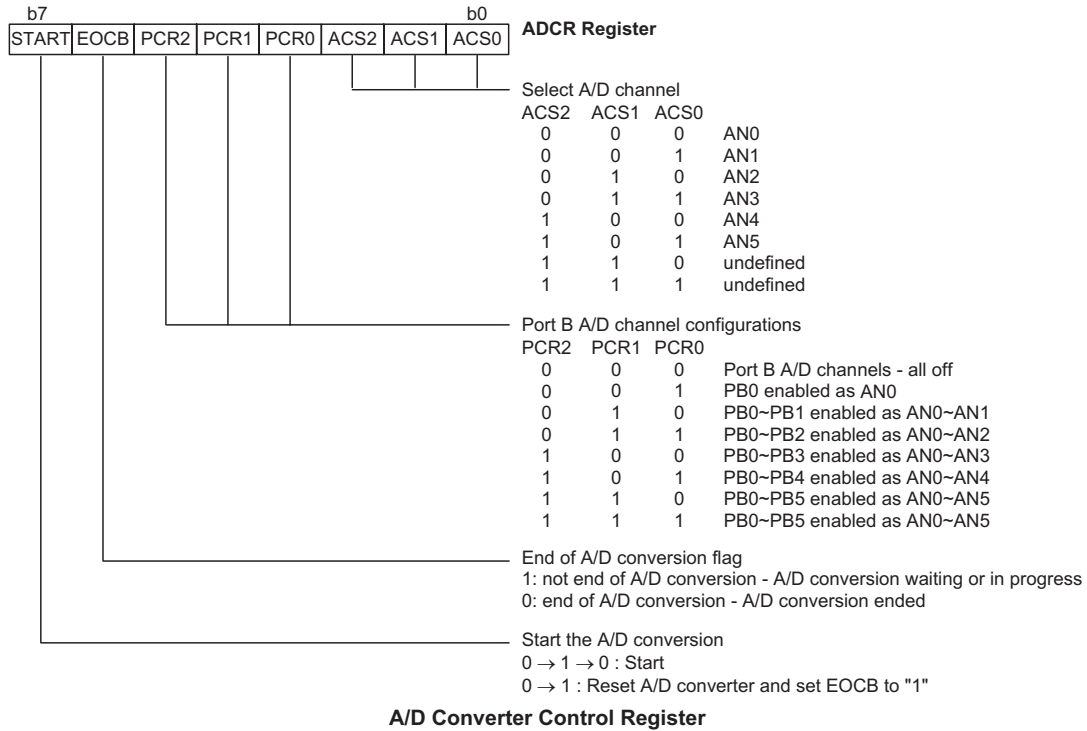 b7 b0
START EOCB PCR2 PCR1 PCR0 ACS2 ACS1 ACS0
ADCR Register
Select A/D channel
ACS2 ACS1 ACS0
0 0 0 AN0
0 0 1 AN1
0 1 0 AN2
0 1 1 AN3
1 0 0 AN4
1 0 1 AN5
1 1 0 undefined
1 1 1 undefined
Port B A/D channel configurations
PCR2 PCR1 PCR0
0 0 0 Port B A/D channels - all off
0 0 1 PB0 enabled as AN0
0 1 0 PB0~PB1 enabled as AN0~AN1
0 1 1 PB0~PB2 enabled as AN0~AN2
1 0 0 PB0~PB3 enabled as AN0~AN3
1 0 1 PB0~PB4 enabled as AN0~AN4
1 1 0 PB0~PB5 enabled as AN0~AN5
1 1 1 PB0~PB5 enabled as AN0~AN5
End of A/D conversion flag
1: not end of A/D conversion - A/D conversion waiting or in progress
0: end of A/D conversion - A/D conversion ended
Start the A/D conversion
0 → 1 → 0 : Start
0 → 1 : Reset A/D converter and set EOCB to "1"
A/D Converter Control Register